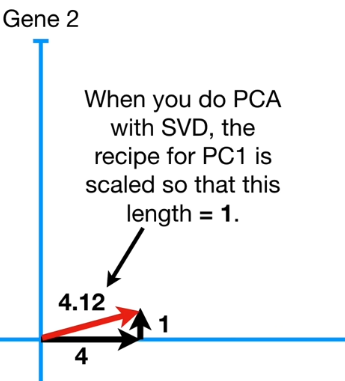 Gene 2
When you do PCA
with SVD, the
recipe for PC1 is
scaled so that this
length = 1.
4.12
1
4